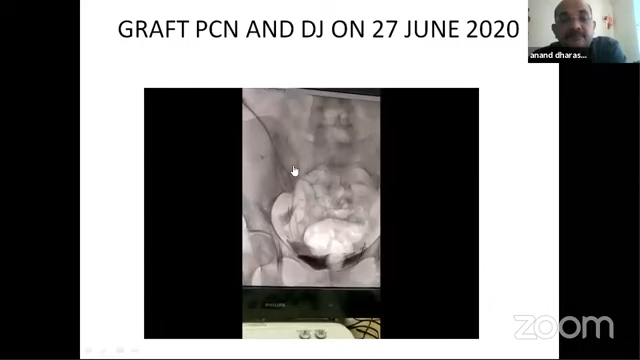 GRAFT PCN AND DJ ON 27 JUNE 2020
anand dharas...
PHILIPS
zoom